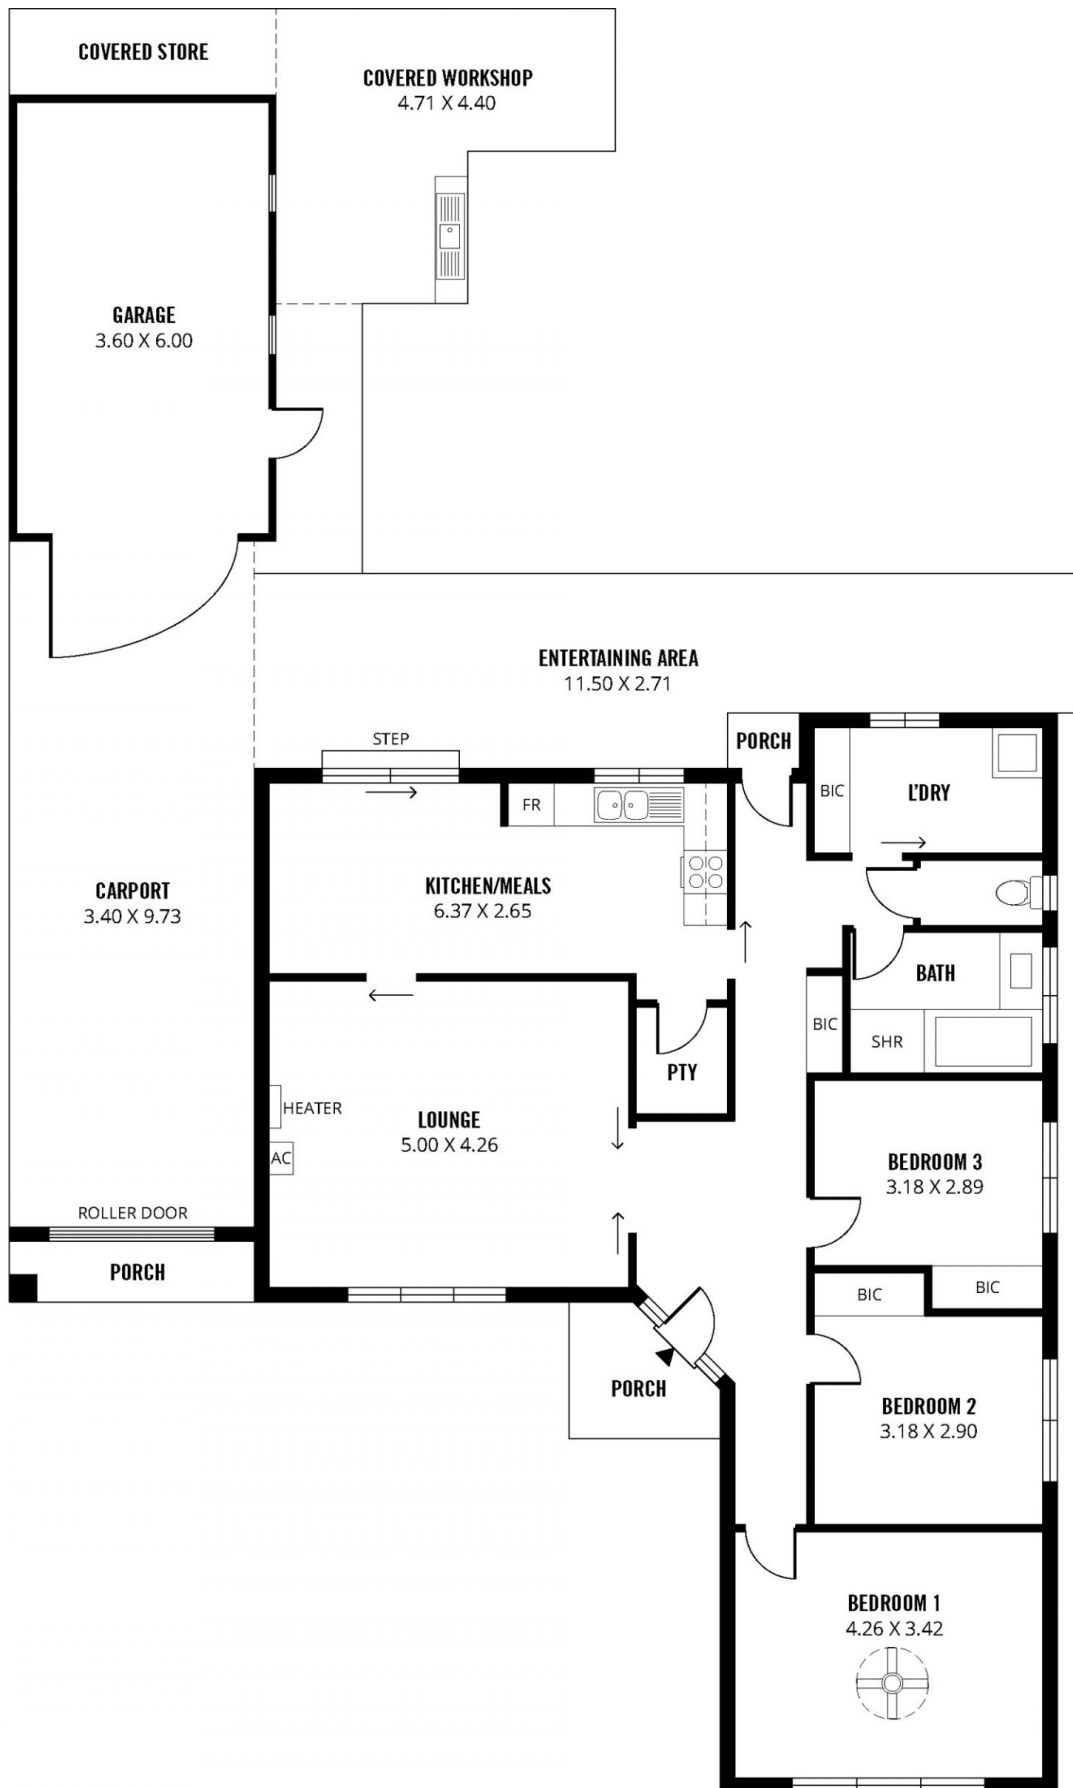 COVERED STORE
COVERED WORKSHOP
4.71 X 4.40
GARAGE
3.60 X 6.00
ENTERTAINING AREA
11.50 X 2.71
STEP
PORCH
FR
BIC
L'DRY
CARPORT
3.40 X 9.73
KITCHEN/MEALS
6.37 X 2.65
BATH
BIC
SHR
PTY
HEATER
LOUNGE
5.00 X 4.26
AC
BEDROOM 3
3.18 X 2.89
ROLLER DOOR
PORCH
BIC
BIC
PORCH
BEDROOM 2
3.18 X 2.90
BEDROOM 1
4.26 X 3.42